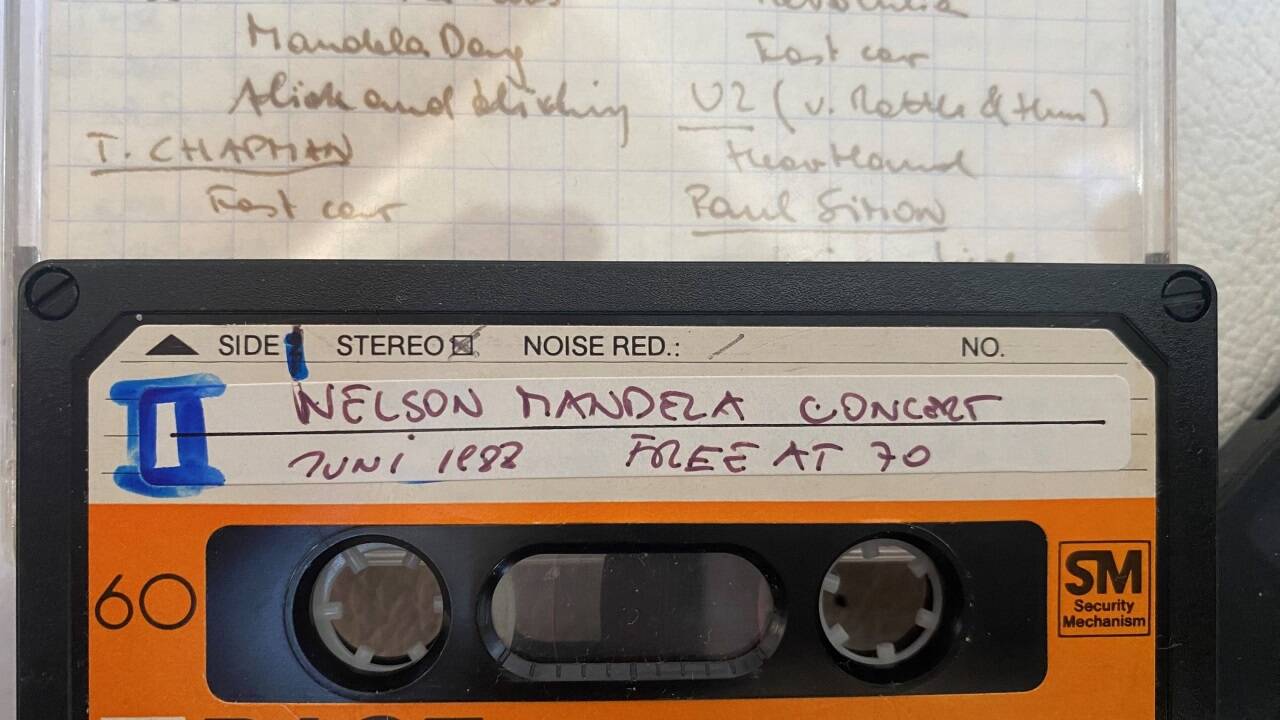 Mandela Day
and
T. CHAPMAN
Fast car
Fast car
U2 (v. Rattle & Hum)
Heartland
Paul Simon
SIDE STEREO NOISE RED.: NO.
II NELSON MANDELA CONCERT
JUNI 1988 FREE AT 70
60
SM
Security
Mechanism